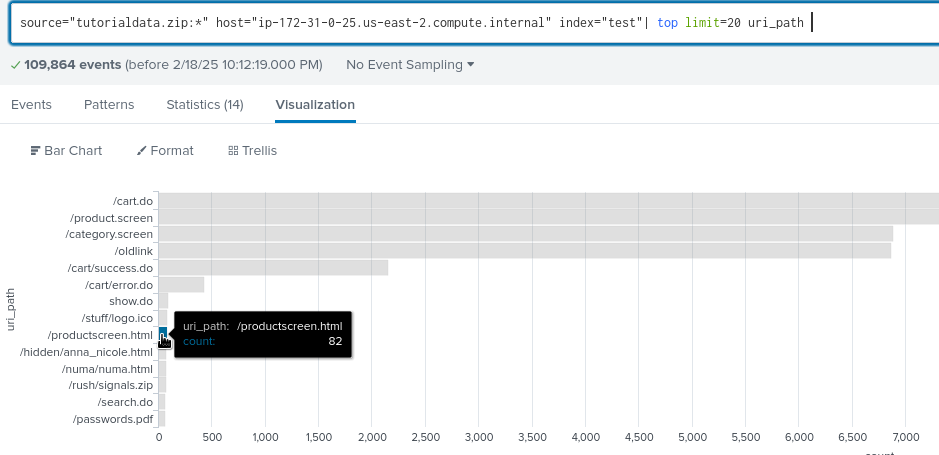 source="tutorialdata.zip:*" host="ip-172-31-0-25.us-east-2.compute.internal" index="test"| top limit=20 uri_path
109,864 events (before 2/18/25 10:12:19.000 PM) No Event Sampling
Events Patterns Statistics (14) Visualization
Bar Chart Format Trellis
/cart.do
/product.screen
/category.screen
/oldlink
/cart/success.do
/cart/error.do
show.do
/stuff/logo.ico
/productscreen.html
/hidden/anna_nicole.html
/numa/numa.html
/rush/signals.zip
/search.do
/passwords.pdf
uri_path
uri_path: /productscreen.html
count: 82
0 500 1,000 1,500 2,000 2,500 3,000 3,500 4,000 4,500 5,000 5,500 6,000 6,500 7,000